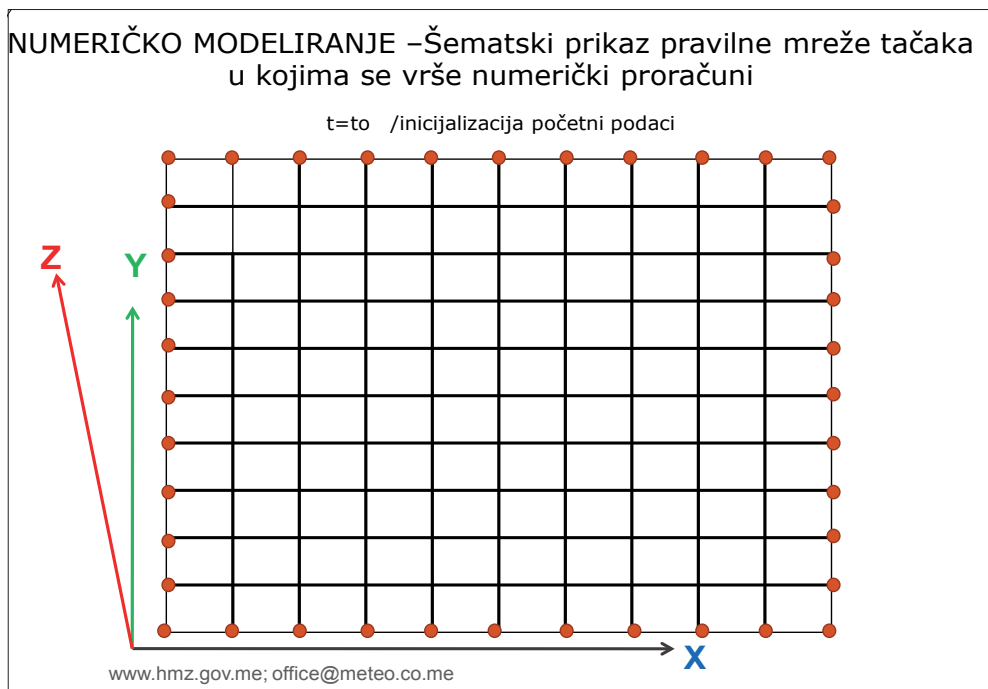 NUMERIČKO MODELIRANJE –Šematski prikaz pravilne mreže tačaka
u kojima se vrše numerički proračuni
t=to /inicijalizacija početni podaci
Z
Y
X
www.hmz.gov.me; office@meteo.co.me